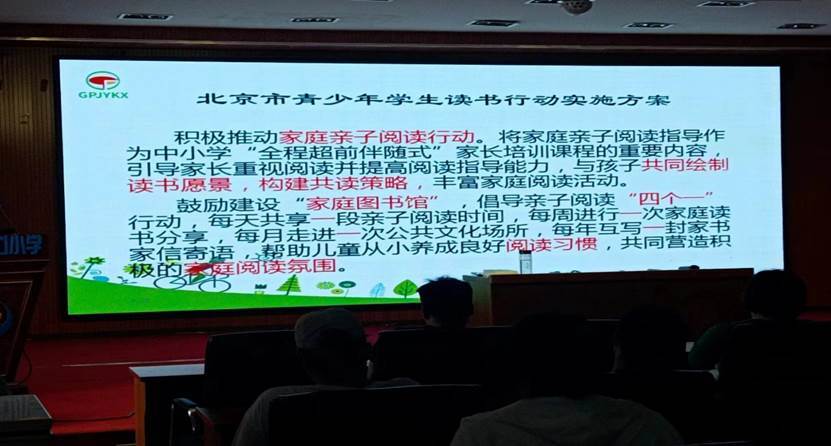 GPJYKX
北京市青少年学生读书行动实施方案
积极推动家庭亲子阅读行动。将家庭亲子阅读指导作
为中小学“全程超前伴随式”家长培训课程的重要内容，
引导家长重视阅读并提高阅读指导能力，与孩子共同绘制
读书愿景，构建共读策略，丰富家庭阅读活动。
鼓励建设“家庭图书馆”，倡导亲子阅读“四个一”
行动，每天共享一段亲子阅读时间，每周进行一次家庭读
书分享，每月走进一次公共文化场所，每年互写一封家书
家信寄语，帮助儿童从小养成良好阅读习惯，共同营造积
极的家庭阅读氛围。
小学